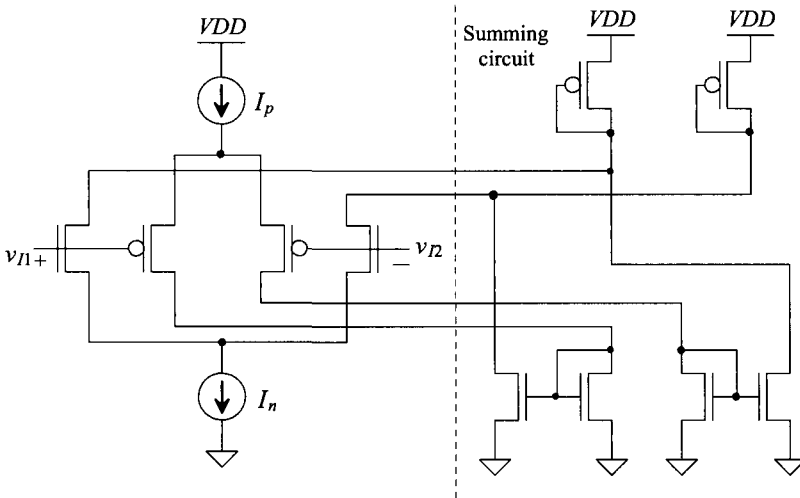 VDD
I_p
v_I1 +
v_I2
−
I_n
Summing
circuit
VDD
VDD